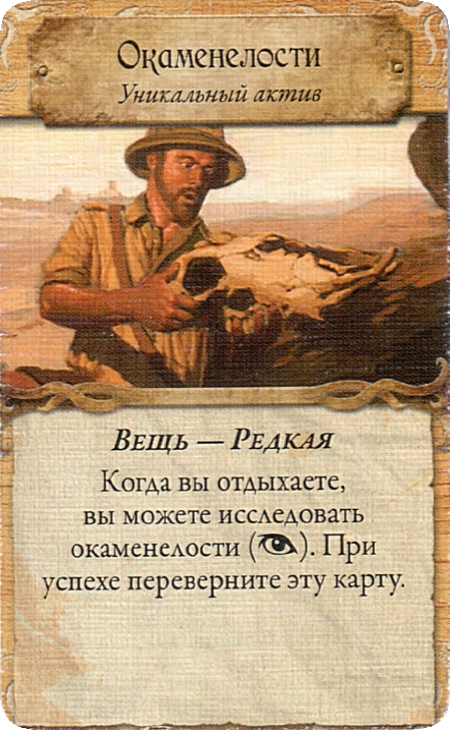 Окаменелости
Уникальный актив
Вещь — Редкая
Когда вы отдыхаете,
вы можете исследовать
окаменелости (👁). При
успехе переверните эту карту.